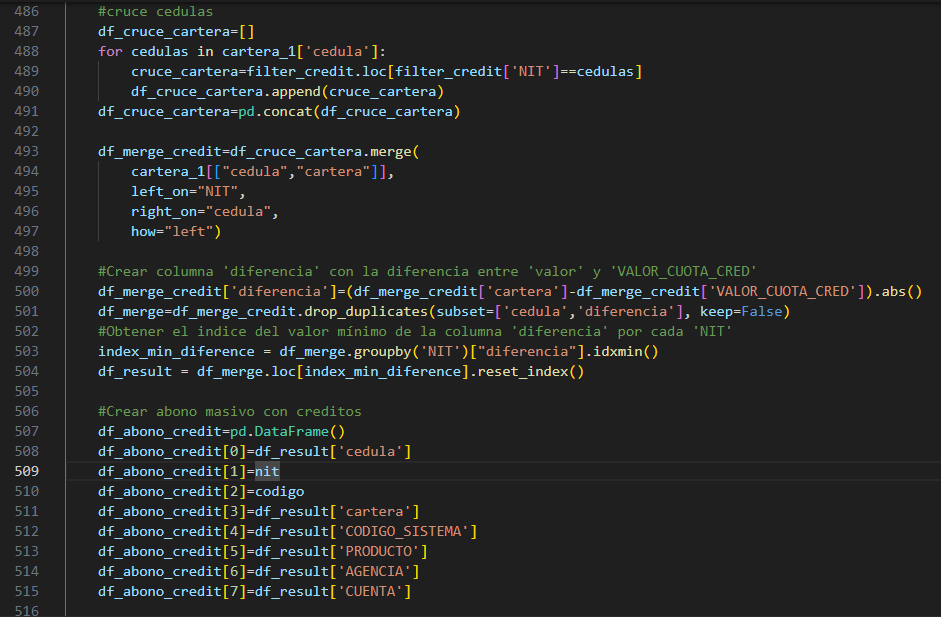 486 #cruce cedulas
487 df_cruce_cartera=[]
488 for cedulas in cartera_1['cedula']:
489     cruce_cartera=filter_credit.loc[filter_credit['NIT']==cedulas]
490     df_cruce_cartera.append(cruce_cartera)
491 df_cruce_cartera=pd.concat(df_cruce_cartera)
492
493 df_merge_credit=df_cruce_cartera.merge(
494     cartera_1[["cedula","cartera"]],
495     left_on="NIT",
496     right_on="cedula",
497     how="left")
498
499 #Crear columna 'diferencia' con la diferencia entre 'valor' y 'VALOR_CUOTA_CRED'
500 df_merge_credit['diferencia']=(df_merge_credit['cartera']-df_merge_credit['VALOR_CUOTA_CRED']).abs()
501 df_merge=df_merge_credit.drop_duplicates(subset=['cedula','diferencia'], keep=False)
502 #Obtener el indice del valor mínimo de la columna 'diferencia' por cada 'NIT'
503 index_min_diference = df_merge.groupby('NIT')["diferencia"].idxmin()
504 df_result = df_merge.loc[index_min_diference].reset_index()
505
506 #Crear abono masivo con creditos
507 df_abono_credit=pd.DataFrame()
508 df_abono_credit[0]=df_result['cedula']
509 df_abono_credit[1]=nit
510 df_abono_credit[2]=codigo
511 df_abono_credit[3]=df_result['cartera']
512 df_abono_credit[4]=df_result['CODIGO_SISTEMA']
513 df_abono_credit[5]=df_result['PRODUCTO']
514 df_abono_credit[6]=df_result['AGENCIA']
515 df_abono_credit[7]=df_result['CUENTA']
516